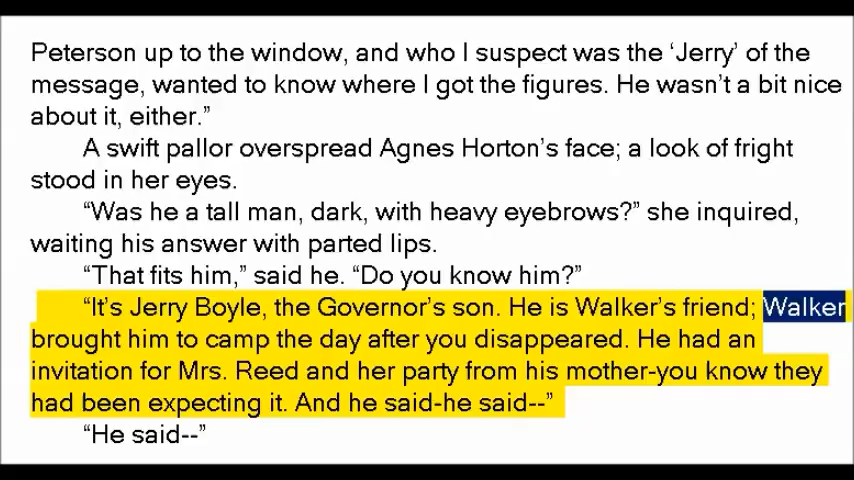 Peterson up to the window, and who I suspect was the ‘Jerry’ of the
message, wanted to know where I got the figures. He wasn’t a bit nice
about it, either.”
A swift pallor overspread Agnes Horton’s face; a look of fright
stood in her eyes.
“Was he a tall man, dark, with heavy eyebrows?” she inquired,
waiting his answer with parted lips.
“That fits him,” said he. “Do you know him?”
“It’s Jerry Boyle, the Governor’s son. He is Walker’s friend; Walker
brought him to camp the day after you disappeared. He had an
invitation for Mrs. Reed and her party from his mother-you know they
had been expecting it. And he said-he said--”
“He said--”